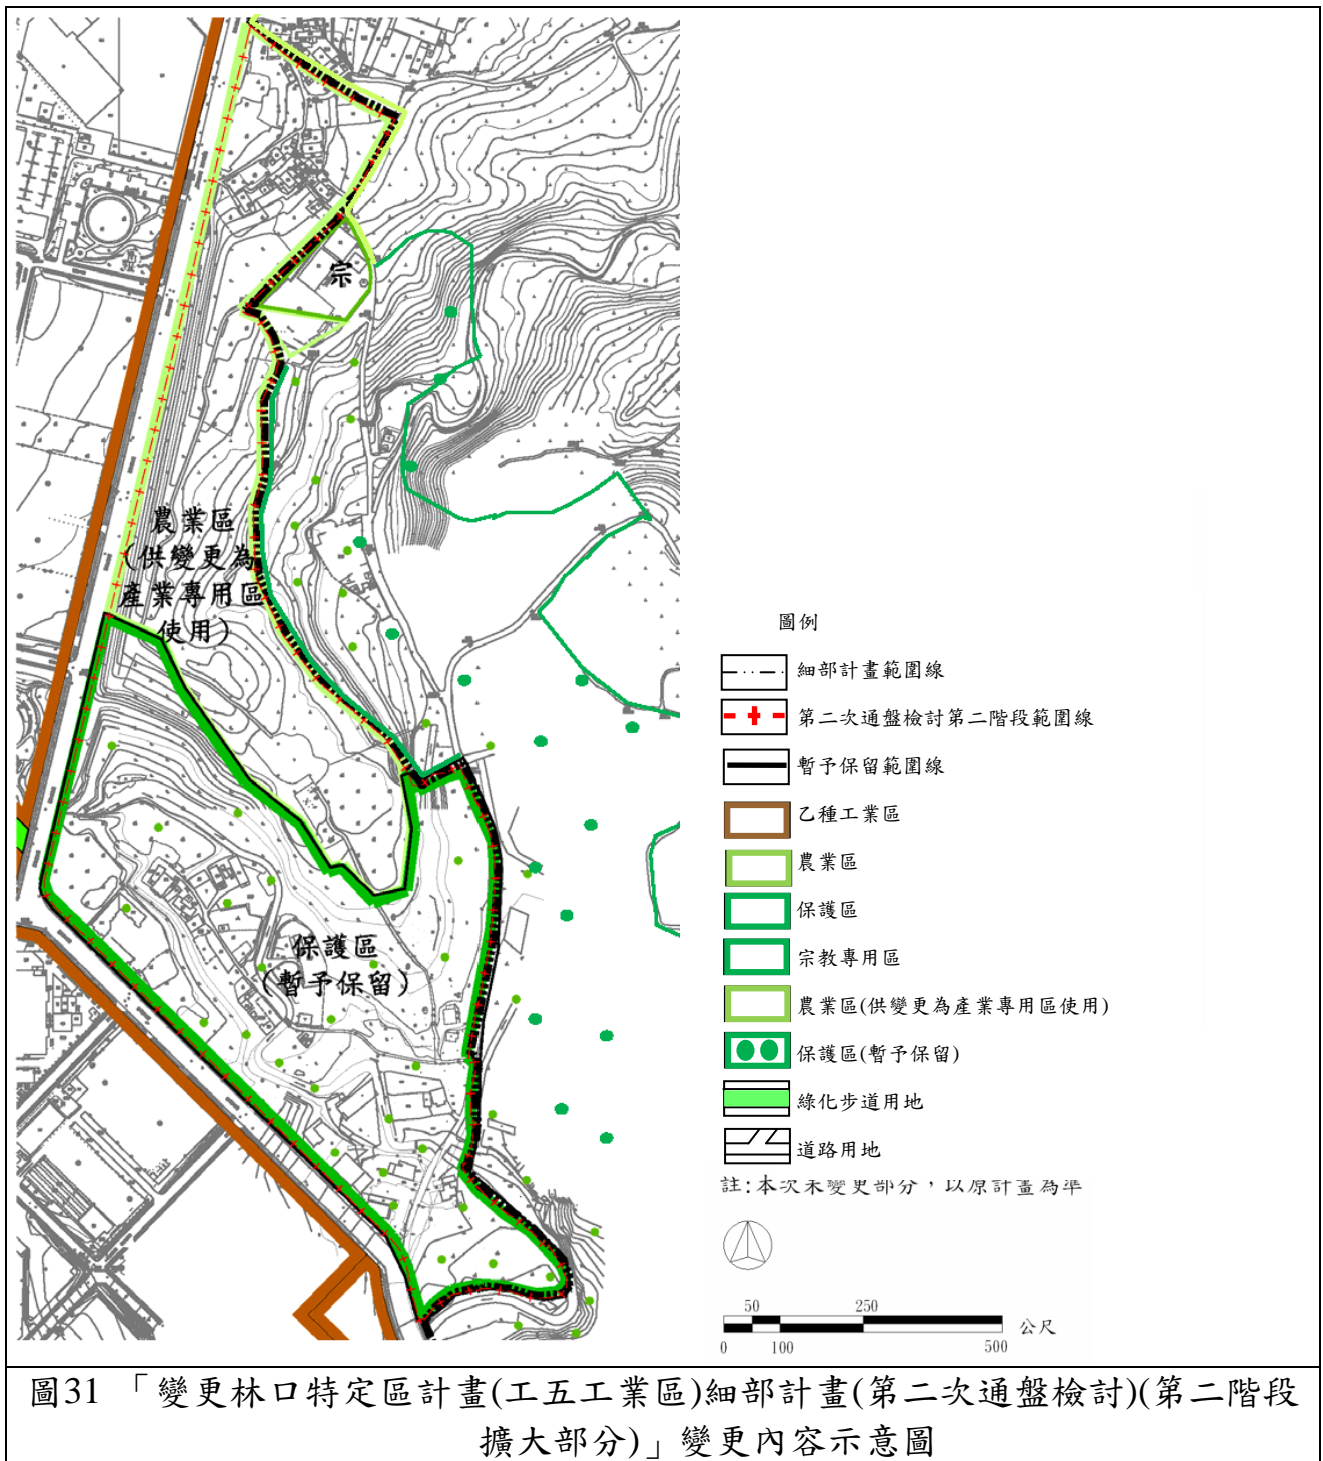 宗
農業區
(供變更為
產業專用區
使用)
保護區
(暫予保留)
圖例
細部計畫範圍線
第二次通盤檢討第二階段範圍線
暫予保留範圍線
乙種工業區
農業區
保護區
宗教專用區
農業區(供變更為產業專用區使用)
保護區(暫予保留)
綠化步道用地
道路用地
註:本次未變更部分，以原計畫為準
50 250
公尺
0 100 500
圖31 「變更林口特定區計畫(工五工業區)細部計畫(第二次通盤檢討)(第二階段
擴大部分)」變更內容示意圖